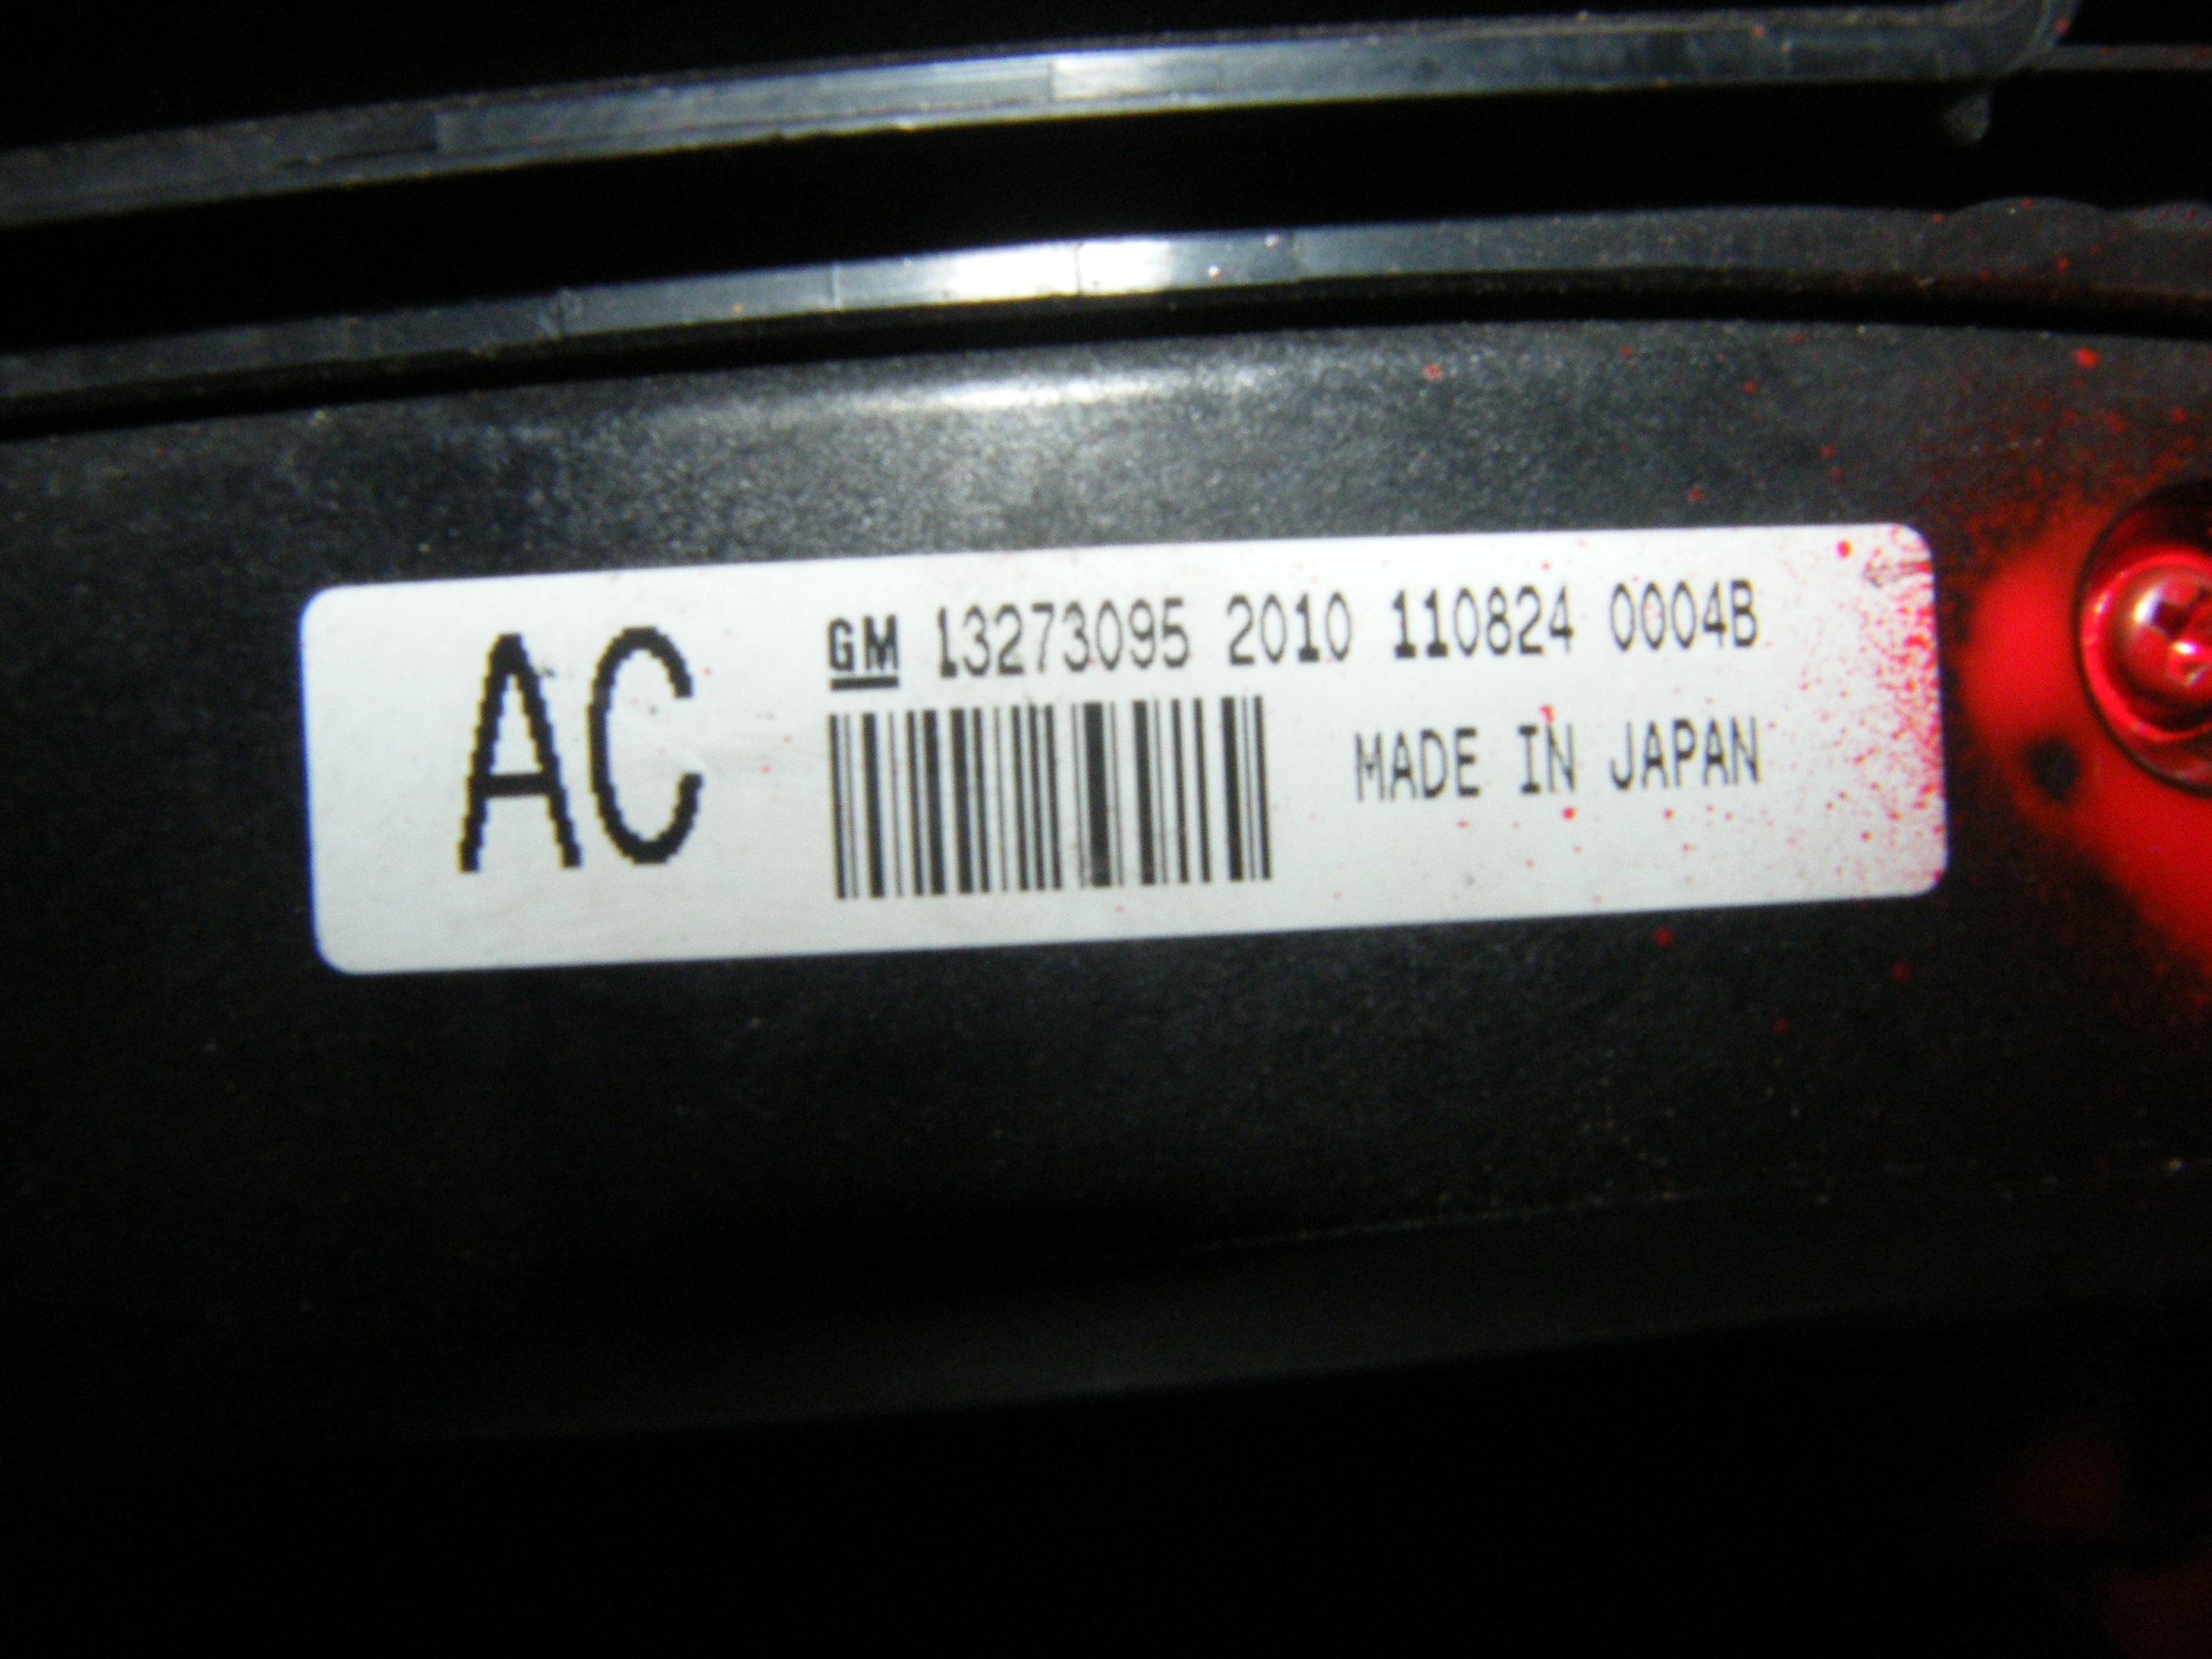 AC
GM 13273095 2010 110824 0004B
MADE IN JAPAN